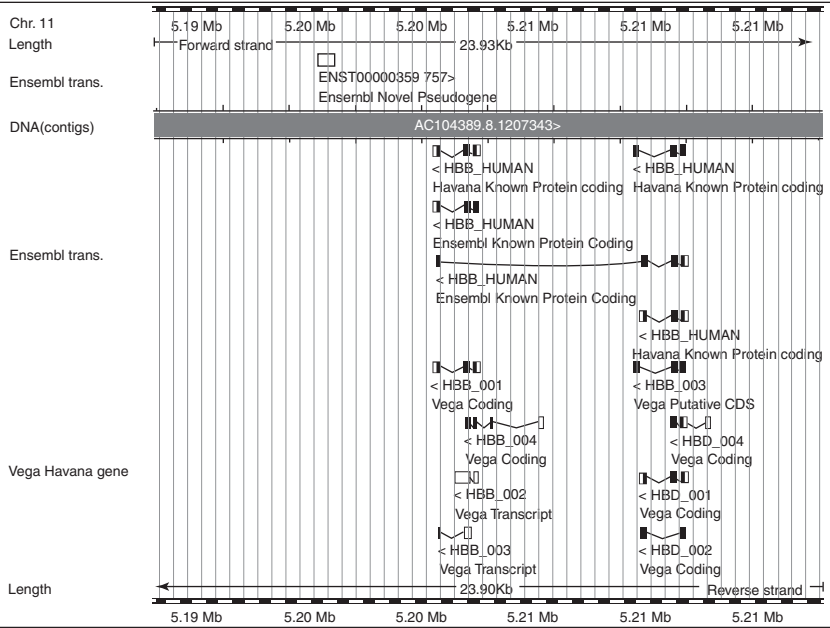 Chr. 11 5.19 Mb 5.20 Mb 5.20 Mb 5.21 Mb 5.21 Mb 5.21 Mb
Length Forward strand 23.93Kb
Ensembl trans. ENST00000359 757>
Ensembl Novel Pseudogene
DNA(contigs) AC104389.8.1207343>
< HBB_HUMAN < HBB_HUMAN
Havana Known Protein coding Havana Known Protein coding
< HBB_HUMAN
Ensembl Known Protein Coding
Ensembl trans.
< HBB_HUMAN
Ensembl Known Protein Coding
< HBB_HUMAN
Havana Known Protein coding
< HBB_001 < HBB_003
Vega Coding Vega Putative CDS
< HBB_004 < HBD_004
Vega Coding Vega Coding
Vega Havana gene
< HBB_002 < HBD_001
Vega Transcript Vega Coding
< HBB_003 < HBD_002
Vega Transcript Vega Coding
Length 23.90Kb Reverse strand
5.19 Mb 5.20 Mb 5.20 Mb 5.21 Mb 5.21 Mb 5.21 Mb